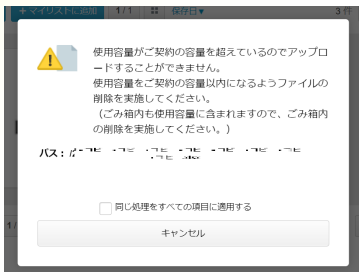 +マイリストに追加 1/1 保存日▼ 3件
使用容量がご契約の容量を超えているのでアップロ
ードすることができません。
使用容量をご契約の容量以内になるようファイルの
削除を実施してください。
（ごみ箱内も使用容量に含まれますので、ごみ箱内
の削除を実施してください。)
パス：/
同じ処理をすべての項目に適用する
1/
キャンセル